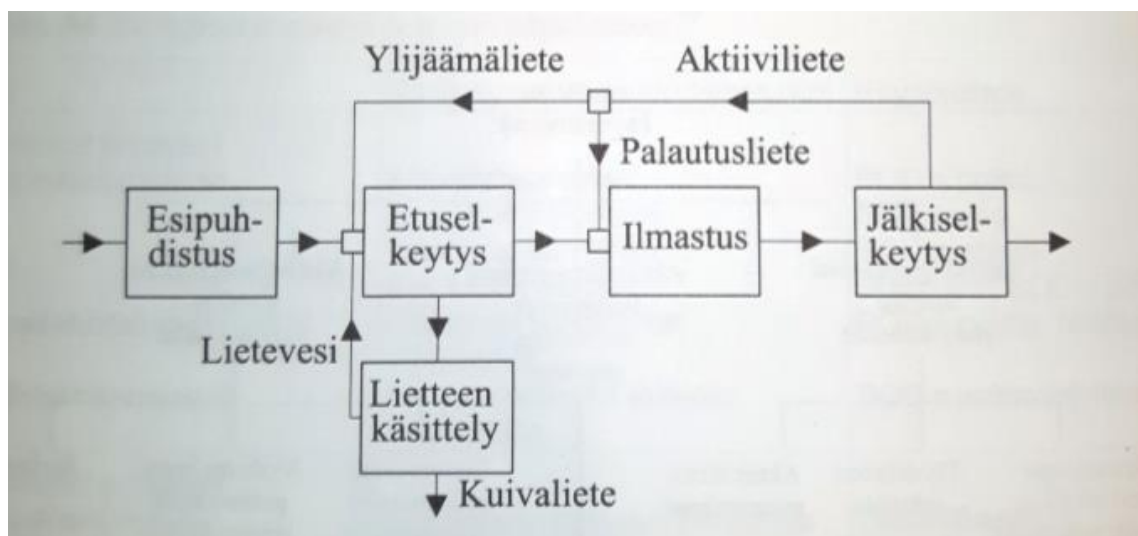 Ylijäämäliete
Aktiiviliete
Palautusliete
Esipuh-
distus
Etusel-
keytys
Ilmastus
Jälkisel-
keytys
Lietevesi
Lietteen
käsittely
Kuivaliete